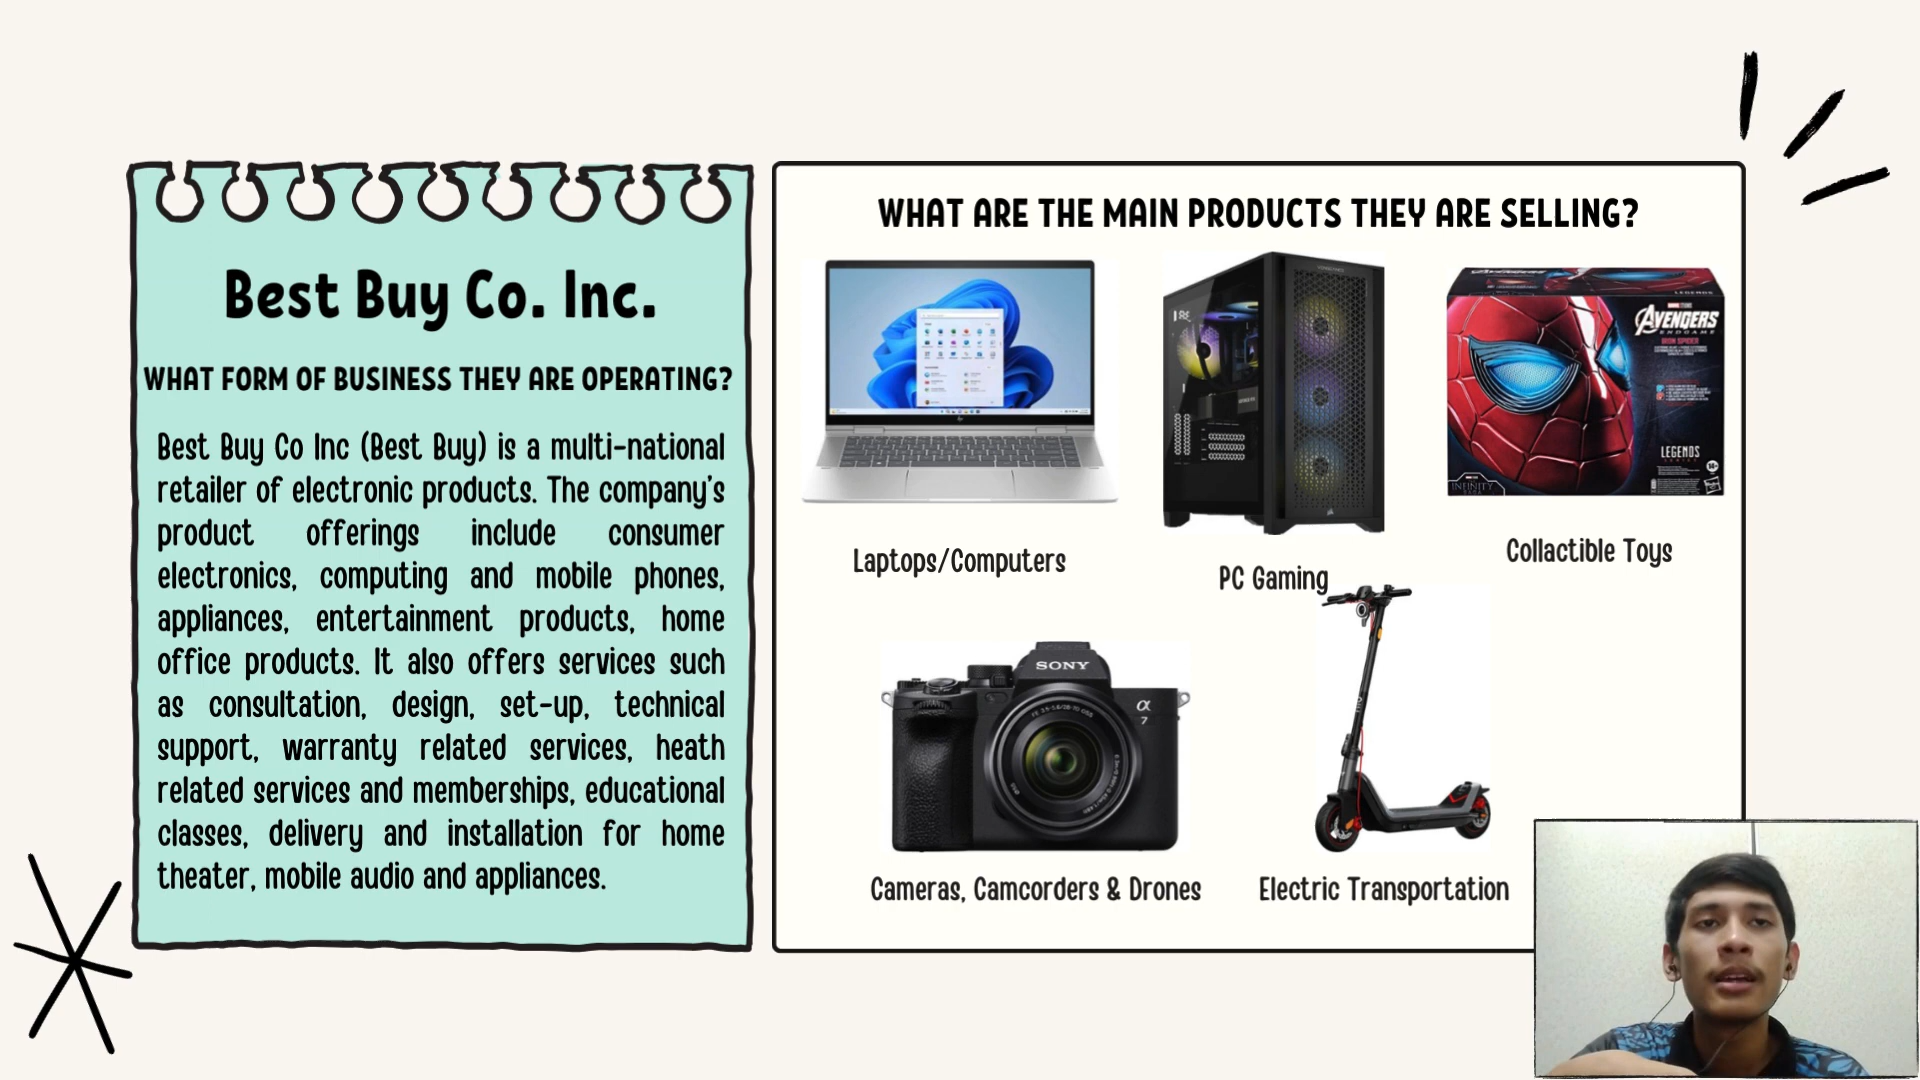 Best Buy Co. Inc.
WHAT FORM OF BUSINESS THEY ARE OPERATING?
Best Buy Co Inc (Best Buy) is a multi-national
retailer of electronic products. The company's
product offerings include consumer
electronics, computing and mobile phones,
appliances, entertainment products, home
office products. It also offers services such
as consultation, design, set-up, technical
support, warranty related services, heath
related services and memberships, educational
classes, delivery and installation for home
theater, mobile audio and appliances.
WHAT ARE THE MAIN PRODUCTS THEY ARE SELLING?
AVENGERS
ENDGAME
IRON SPIDER
LEGENDS
INFINITY
Laptops/Computers
PC Gaming
Collactible Toys
SONY
α
7
Cameras, Camcorders & Drones
Electric Transportation